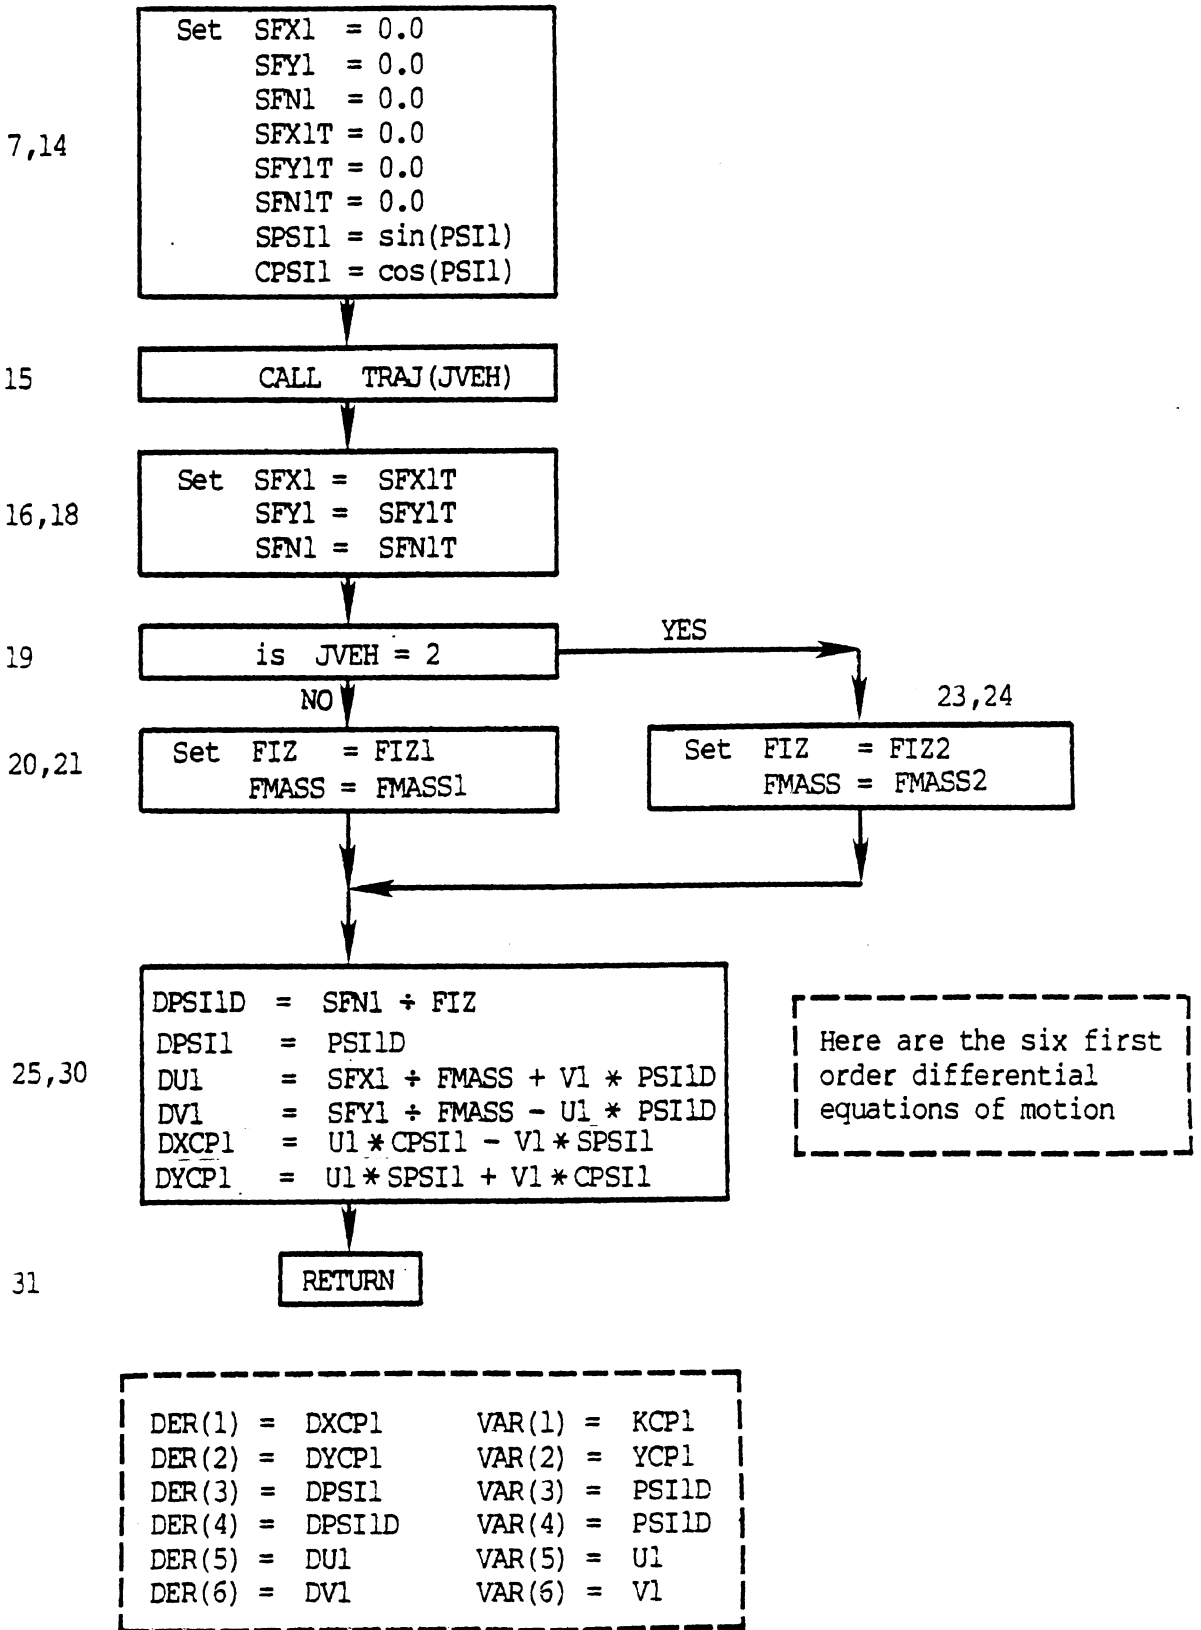 Set SFX1 = 0.0
SFY1 = 0.0
SFN1 = 0.0
7,14
SFX1T = 0.0
SFY1T = 0.0
SFN1T = 0.0
SPSI1 = sin(PSI1)
CPSI1 = cos(PSI1)
15
CALL TRAJ(JVEH)
16,18
Set SFX1 = SFX1T
SFY1 = SFY1T
SFN1 = SFN1T
19
is JVEH = 2
YES
NO
20,21
Set FIZ = FIZ1
FMASS = FMASS1
23,24
Set FIZ = FIZ2
FMASS = FMASS2
25,30
DPSI1D = SFN1 ÷ FIZ
DPSI1 = PSI1D
DU1 = SFX1 ÷ FMASS + V1 * PSI1D
DV1 = SFY1 ÷ FMASS - U1 * PSI1D
DXCP1 = U1 * CPSI1 - V1 * SPSI1
DYCP1 = U1 * SPSI1 + V1 * CPSI1
Here are the six first
order differential
equations of motion
31
RETURN
DER(1) = DXCP1 VAR(1) = KCP1
DER(2) = DYCP1 VAR(2) = YCP1
DER(3) = DPSI1 VAR(3) = PSI1D
DER(4) = DPSI1D VAR(4) = PSI1D
DER(5) = DU1 VAR(5) = U1
DER(6) = DV1 VAR(6) = V1